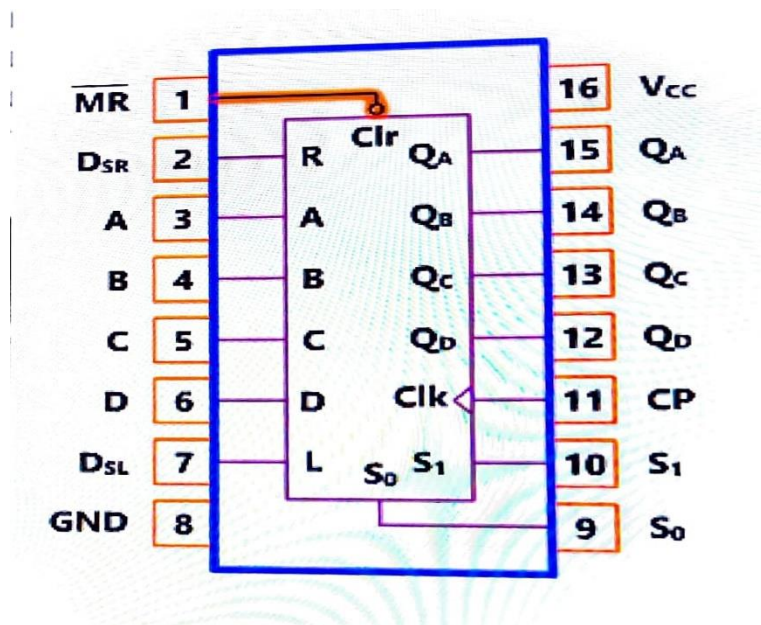 M̅R̅ 1 16 VCC
Clr
DSR 2 R QA 15 QA
A 3 A QB 14 QB
B 4 B QC 13 QC
C 5 C QD 12 QD
D 6 D Clk 11 CP
DSL 7 L S0 S1 10 S1
GND 8 9 S0